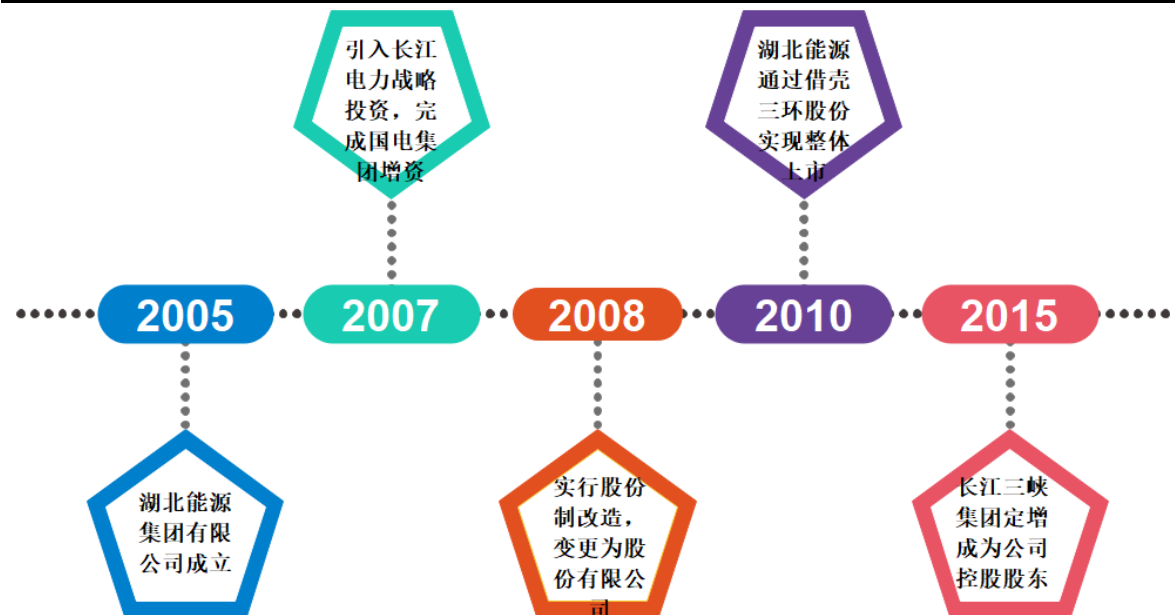 引入长江
电力战略
投资，完
成国电集
团增资
湖北能源
通过借壳
三环股份
实现整体
上市
2005
2007
2008
2010
2015
湖北能源
集团有限
公司成立
实行股份
制改造，
变更为股
份有限公
司
长江三峡
集团定增
成为公司
控股股东